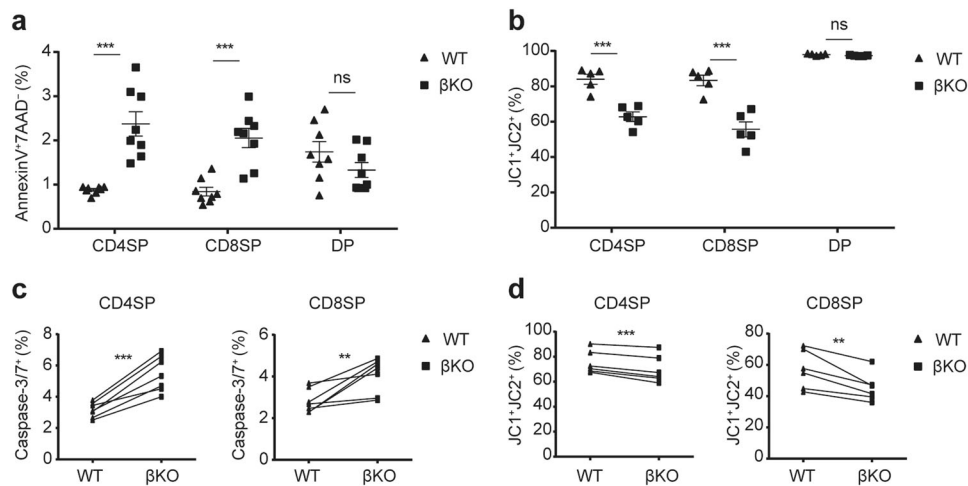 a
AnnexinV⁺7AAD⁻ (%)
4
3
2
1
0
***
***
ns
CD4SP
CD8SP
DP
WT
βKO
b
JC1⁺JC2⁺ (%)
100
80
60
40
20
0
***
***
ns
CD4SP
CD8SP
DP
WT
βKO
c
CD4SP
Caspase-3/7⁺ (%)
8
6
4
2
0
***
WT
βKO
CD8SP
Caspase-3/7⁺ (%)
6
4
2
0
**
WT
βKO
WT
βKO
d
CD4SP
JC1⁺JC2⁺ (%)
100
80
60
40
20
0
***
WT
βKO
CD8SP
JC1⁺JC2⁺ (%)
80
60
40
20
0
**
WT
βKO
WT
βKO